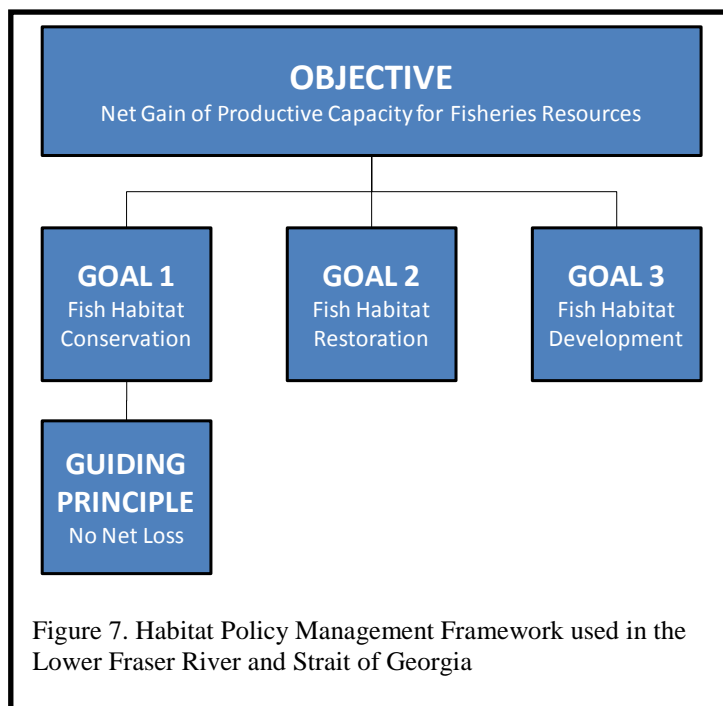 OBJECTIVE
Net Gain of Productive Capacity for Fisheries Resources
GOAL 1
Fish Habitat
Conservation
GOAL 2
Fish Habitat
Restoration
GOAL 3
Fish Habitat
Development
GUIDING
PRINCIPLE
No Net Loss
Figure 7. Habitat Policy Management Framework used in the
Lower Fraser River and Strait of Georgia